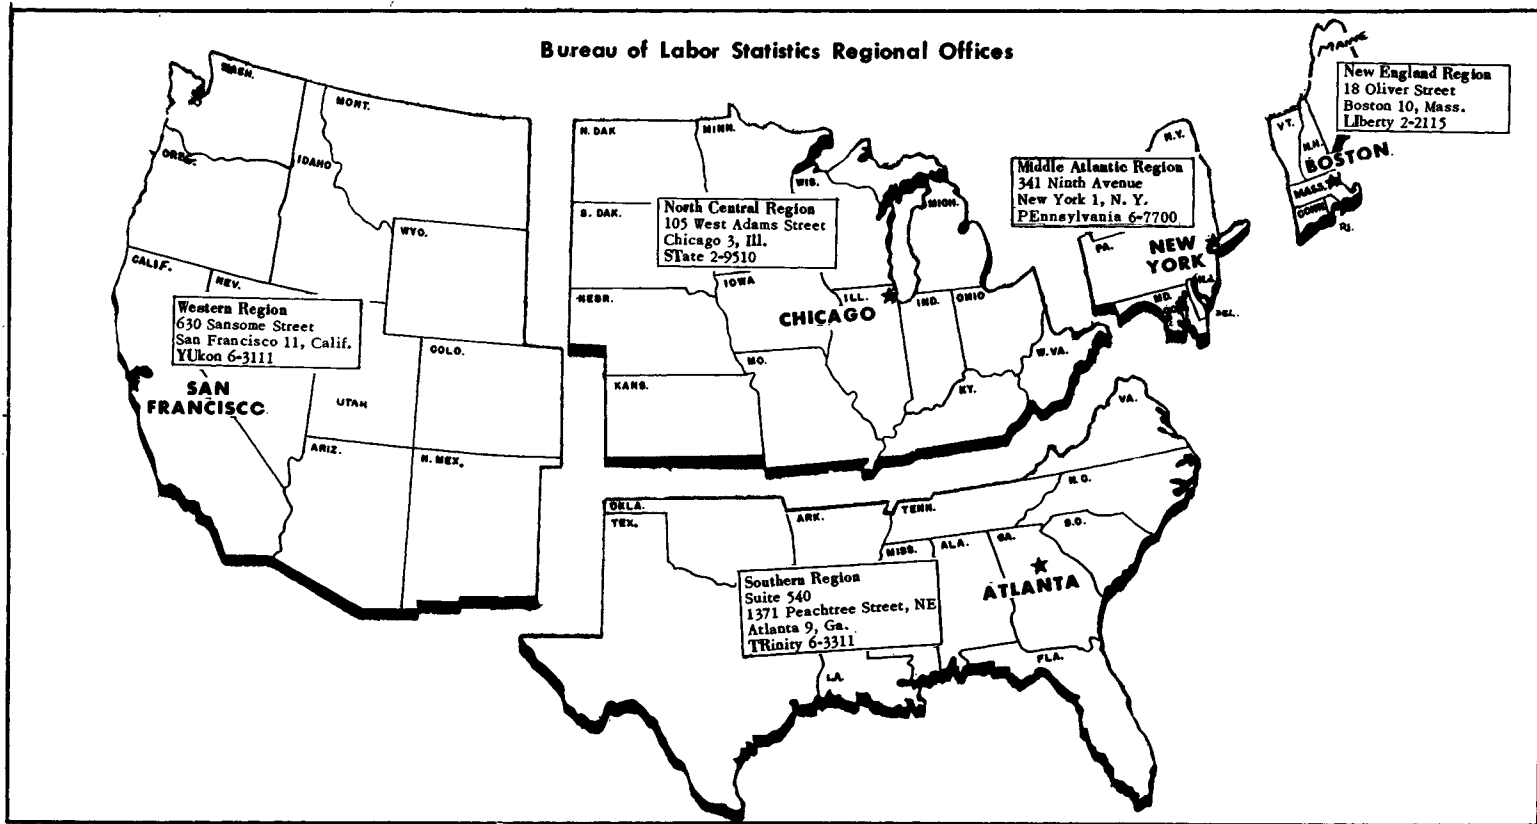 Bureau of Labor Statistics Regional Offices
MAINE
New England Region
18 Oliver Street
Boston 10, Mass.
LIberty 2-2115
VT.
N.H.
BOSTON
MASS.
CONN.
R.I.
WASH.
MONT.
OREG.
IDAHO
WYO.
CALIF.
NEV.
Western Region
630 Sansome Street
San Francisco 11, Calif.
YUkon 6-3111
SAN
FRANCISCO
UTAH
COLO.
ARIZ.
N. MEX.
N. DAK
MINN.
WIS.
MICH.
S. DAK.
North Central Region
105 West Adams Street
Chicago 3, Ill.
STate 2-9510
IOWA
NEBR.
ILL.
CHICAGO
IND.
OHIO
MO.
KANS.
KY.
W. VA.
N.Y.
Middle Atlantic Region
341 Ninth Avenue
New York 1, N. Y.
PEnnsylvania 6-7700
PA.
NEW
YORK
N.J.
MD.
DEL.
VA.
OKLA.
TEX.
ARK.
TENN.
N.C.
S.C.
MISS.
ALA.
GA.
ATLANTA
Southern Region
Suite 540
1371 Peachtree Street, NE
Atlanta 9, Ga.
TRinity 6-3311
LA.
FLA.